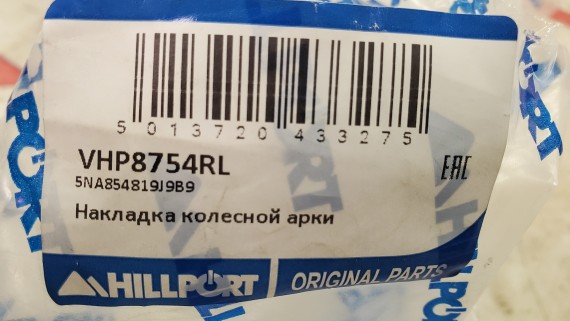 5 013720 433275
VHP8754RL
5NA854819J9B9
EAC
Накладка колесной арки
HILLPORT
ORIGINAL PARTS